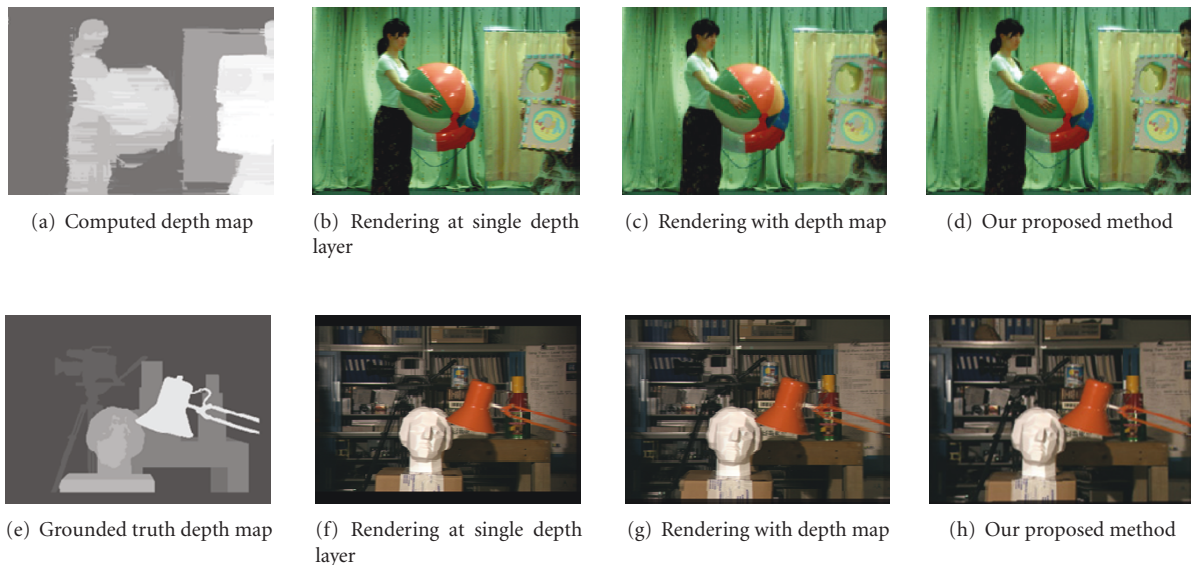 (a) Computed depth map
(b) Rendering at single depth
layer
(c) Rendering with depth map
(d) Our proposed method
(e) Grounded truth depth map
(f) Rendering at single depth
layer
(g) Rendering with depth map
(h) Our proposed method